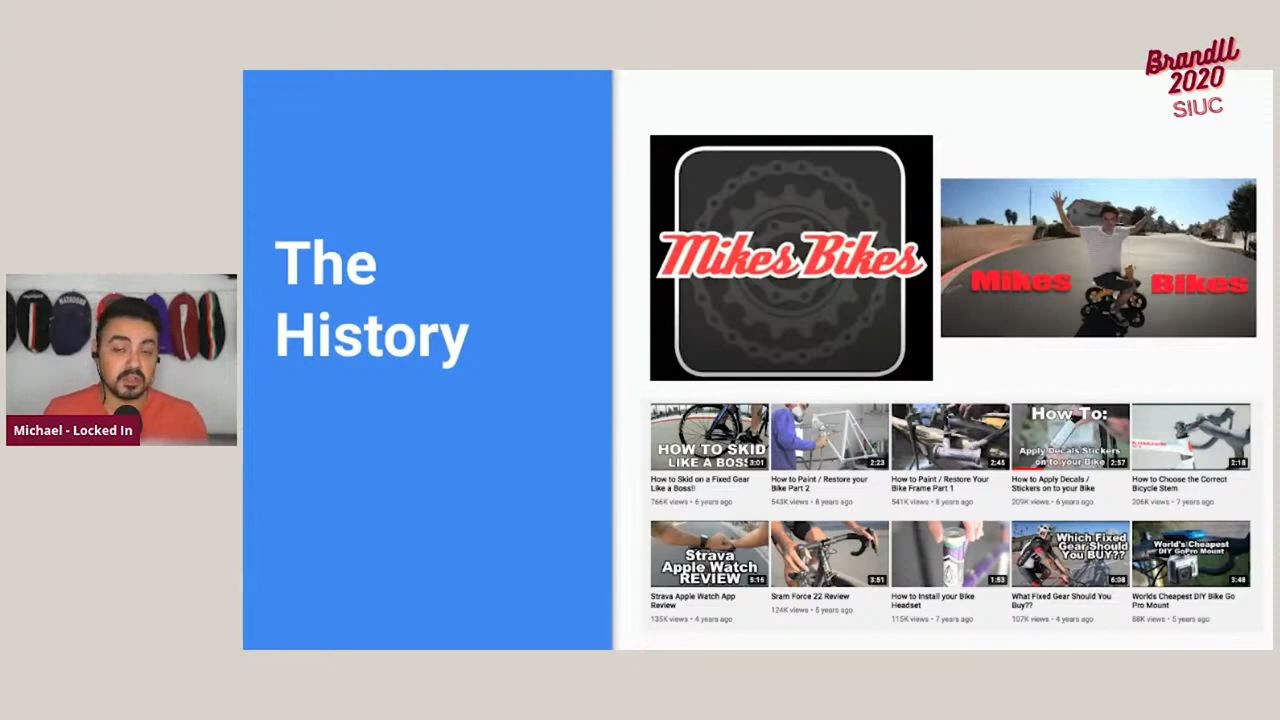 BrandU
2020
SIUC
The
History
Mikes Bikes
Mikes Bikes
Michael - Locked In
HOW TO SKID
LIKE A BOSS
3:01
2:23
2:45
How To:
Apply Decals Stickers
on to your Bike
2:57
2:18
How to Skid on a Fixed Gear
Like a Boss!!
766K views • 6 years ago
How to Paint / Restore your
Bike Part 2
543K views • 8 years ago
How to Paint / Restore Your
Bike Frame Part 1
541K views • 8 years ago
How to Apply Decals /
Stickers on to your Bike
209K views • 6 years ago
How to Choose the Correct
Bicycle Stem
206K views • 7 years ago
Strava
Apple Watch
REVIEW
5:16
3:51
1:53
Which Fixed
Gear Should
You BUY??
6:08
World's Cheapest
DIY GoPro Mount
3:48
Strava Apple Watch App
Review
135K views • 4 years ago
Sram Force 22 Review
124K views • 5 years ago
How to Install your Bike
Headset
115K views • 7 years ago
What Fixed Gear Should You
Buy??
107K views • 4 years ago
Worlds Cheapest DIY Bike Go
Pro Mount
88K views • 5 years ago